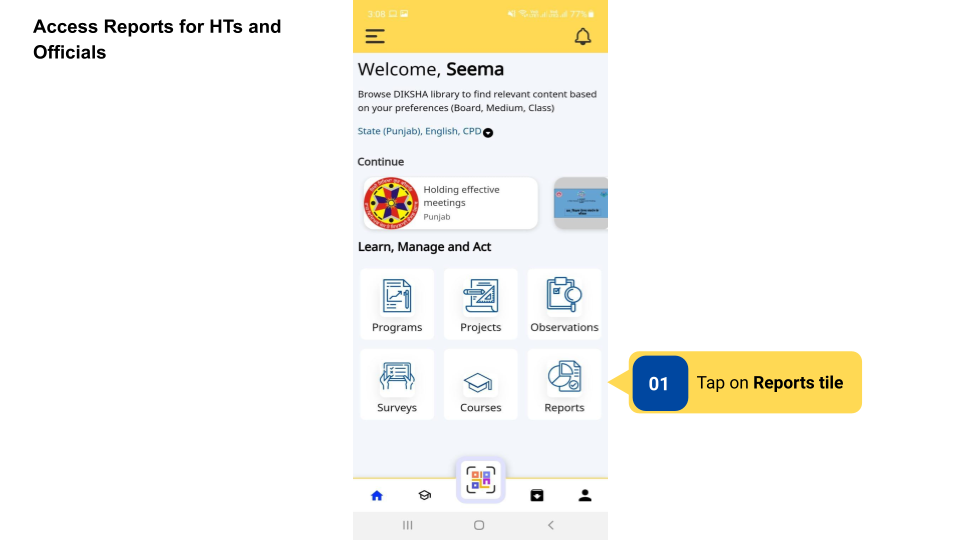 Access Reports for HTs and
Officials
3:08
77%
Welcome, Seema
Browse DIKSHA library to find relevant content based
on your preferences (Board, Medium, Class)
State (Punjab), English, CPD
Continue
Holding effective
meetings
Punjab
Learn, Manage and Act
Programs
Projects
Observations
Surveys
Courses
Reports
01
Tap on Reports tile